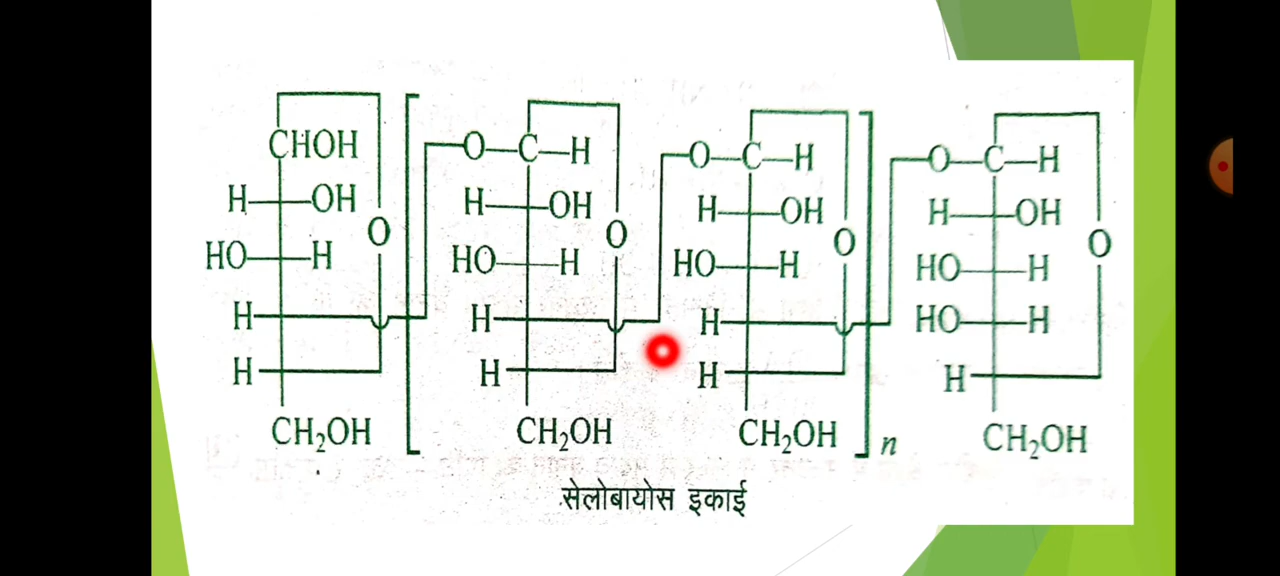 CHOH —O—C—H —O—C—H —O—C—H
H—OH H—OH H—OH H—OH
O O O O
HO—H HO—H HO—H HO—H
H H H HO—H
H H H H
CH₂OH CH₂OH CH₂OH n CH₂OH
सेलोबायोस इकाई